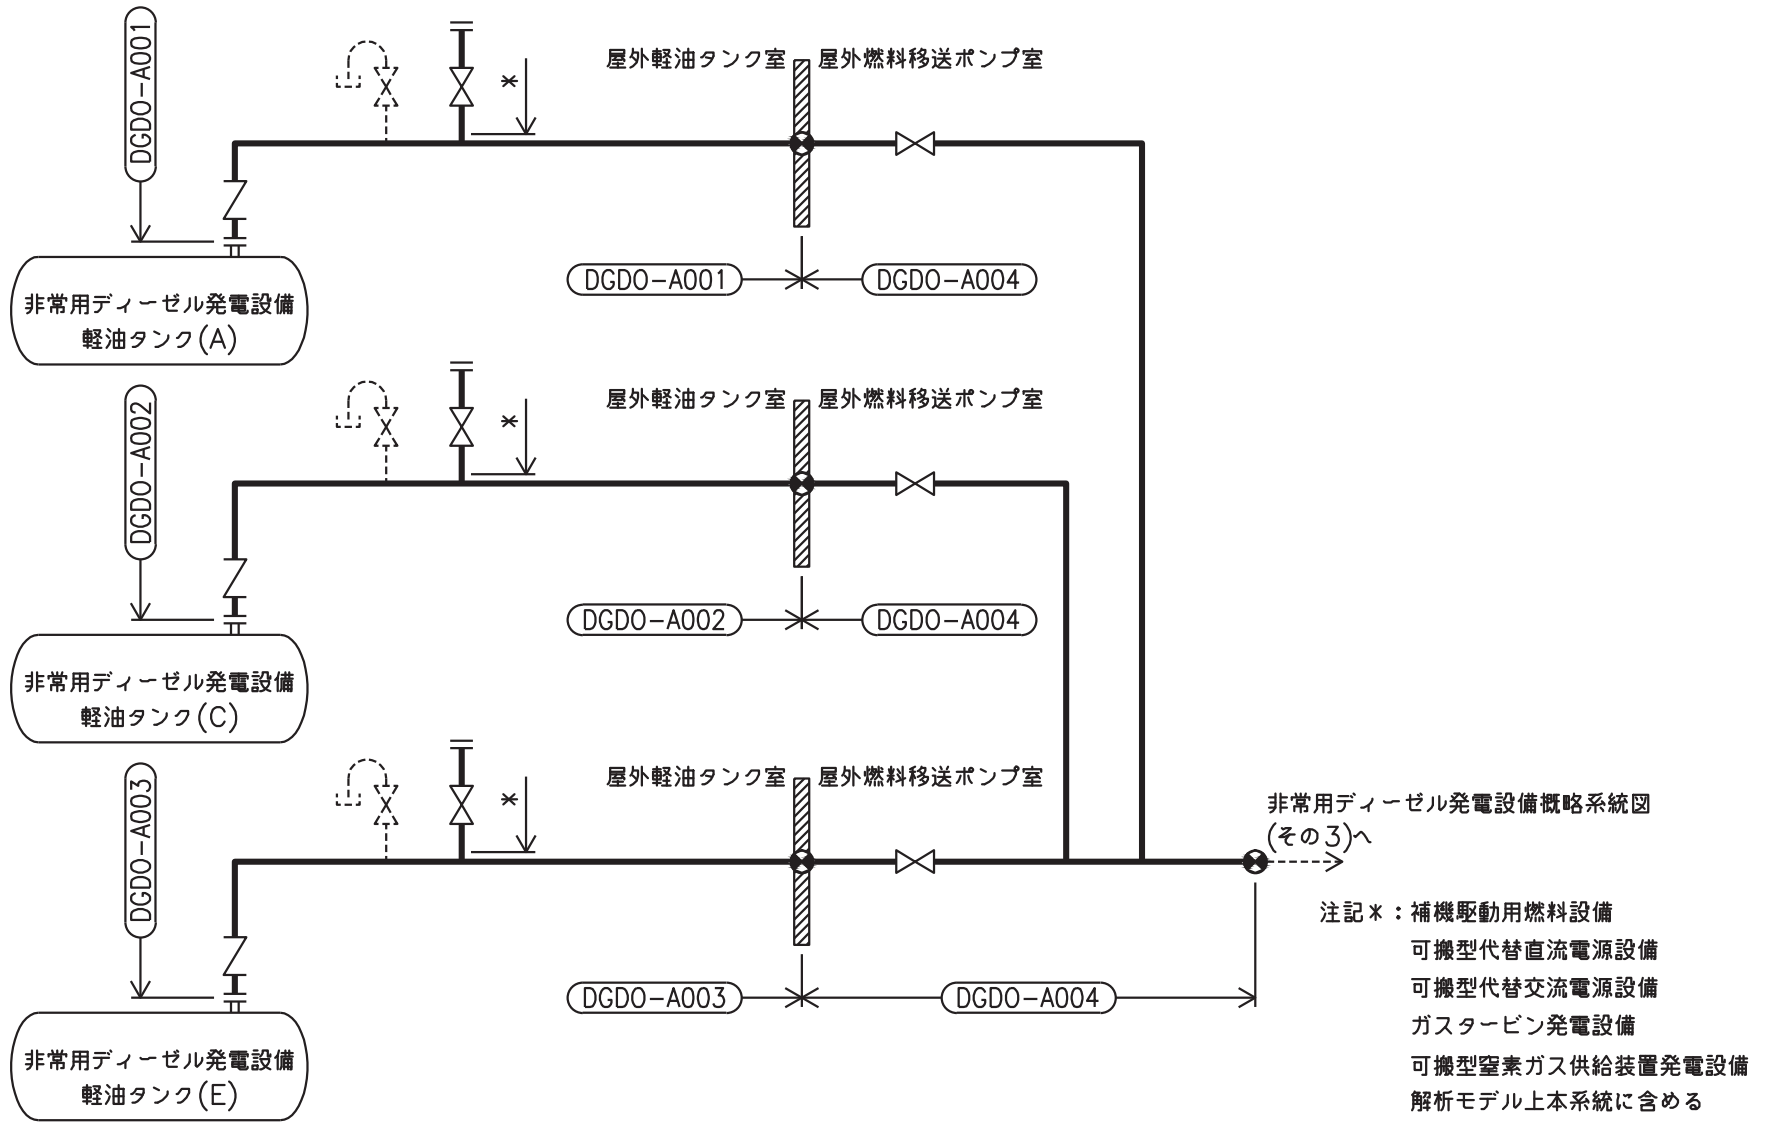 DGDO-A001
*
屋外軽油タンク室
屋外燃料移送ポンプ室
DGDO-A001
DGDO-A004
非常用ディーゼル発電設備
軽油タンク(A)
DGDO-A002
*
屋外軽油タンク室
屋外燃料移送ポンプ室
DGDO-A002
DGDO-A004
非常用ディーゼル発電設備
軽油タンク(C)
DGDO-A003
*
屋外軽油タンク室
屋外燃料移送ポンプ室
非常用ディーゼル発電設備概略系統図
(その3)へ
DGDO-A003
DGDO-A004
非常用ディーゼル発電設備
軽油タンク(E)
注記*:補機駆動用燃料設備
可搬型代替直流電源設備
可搬型代替交流電源設備
ガスタービン発電設備
可搬型窒素ガス供給装置発電設備
解析モデル上本系統に含める